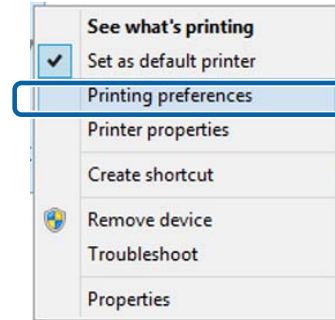 See what's printing
Set as default printer
Printing preferences
Printer properties
Create shortcut
Remove device
Troubleshoot
Properties